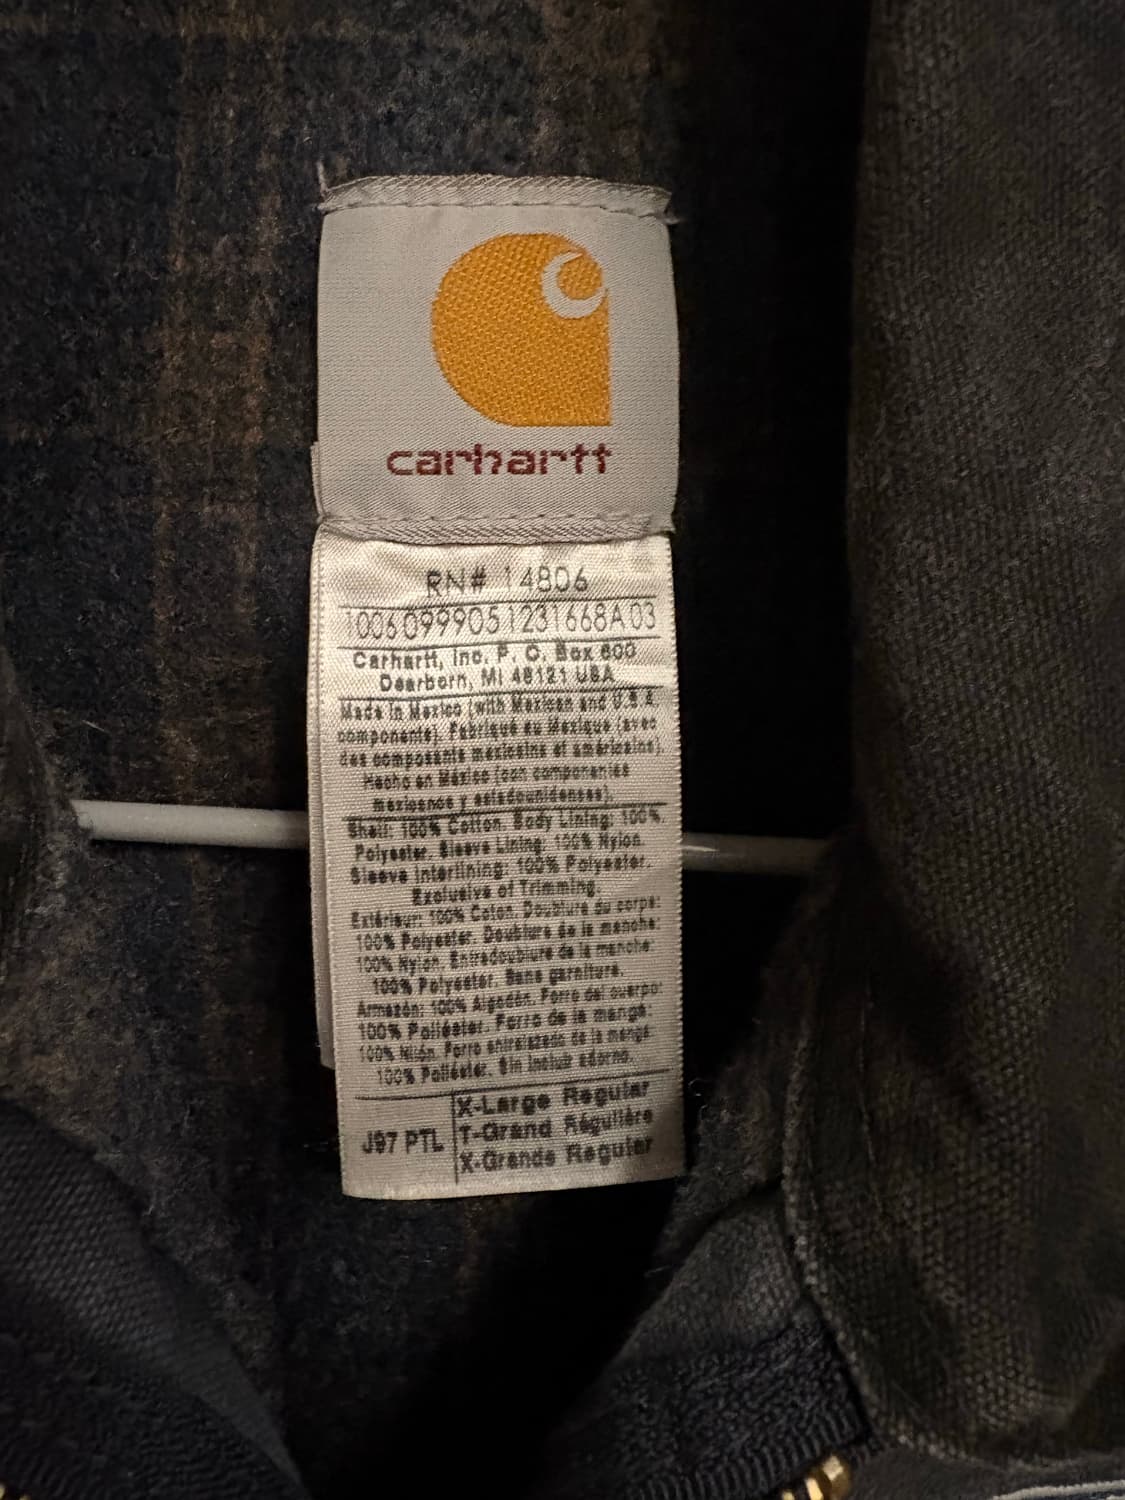 carhartt
RN# 14806
10060999051231668A 03
Carhartt, Inc. P. O. Box 600
Dearborn, MI 48121 USA
Made in Mexico (with Mexican and U.S.A.
components). Fabriqué au Mexique (avec
des composants mexicains et américains).
Hecho en México (con componentes
mexicanos y estadounidenses).
Shell: 100% Cotton. Body Lining: 100%
Polyester. Sleeve Lining: 100% Nylon.
Sleeve Interlining: 100% Polyester.
Exclusive of Trimming.
Extérieur: 100% Coton. Doublure du corps:
100% Polyester. Doublure de la manche:
100% Nylon. Entredoublure de la manche:
100% Polyester. Sans garniture.
Armazón: 100% Algodón. Forro del cuerpo:
100% Poliéster. Forro de la manga:
100% Nilón. Forro entrelazado de la manga:
100% Poliéster. Sin incluir adorno.
J97 PTL
X-Large Regular
T-Grand Régulière
X-Grande Regular